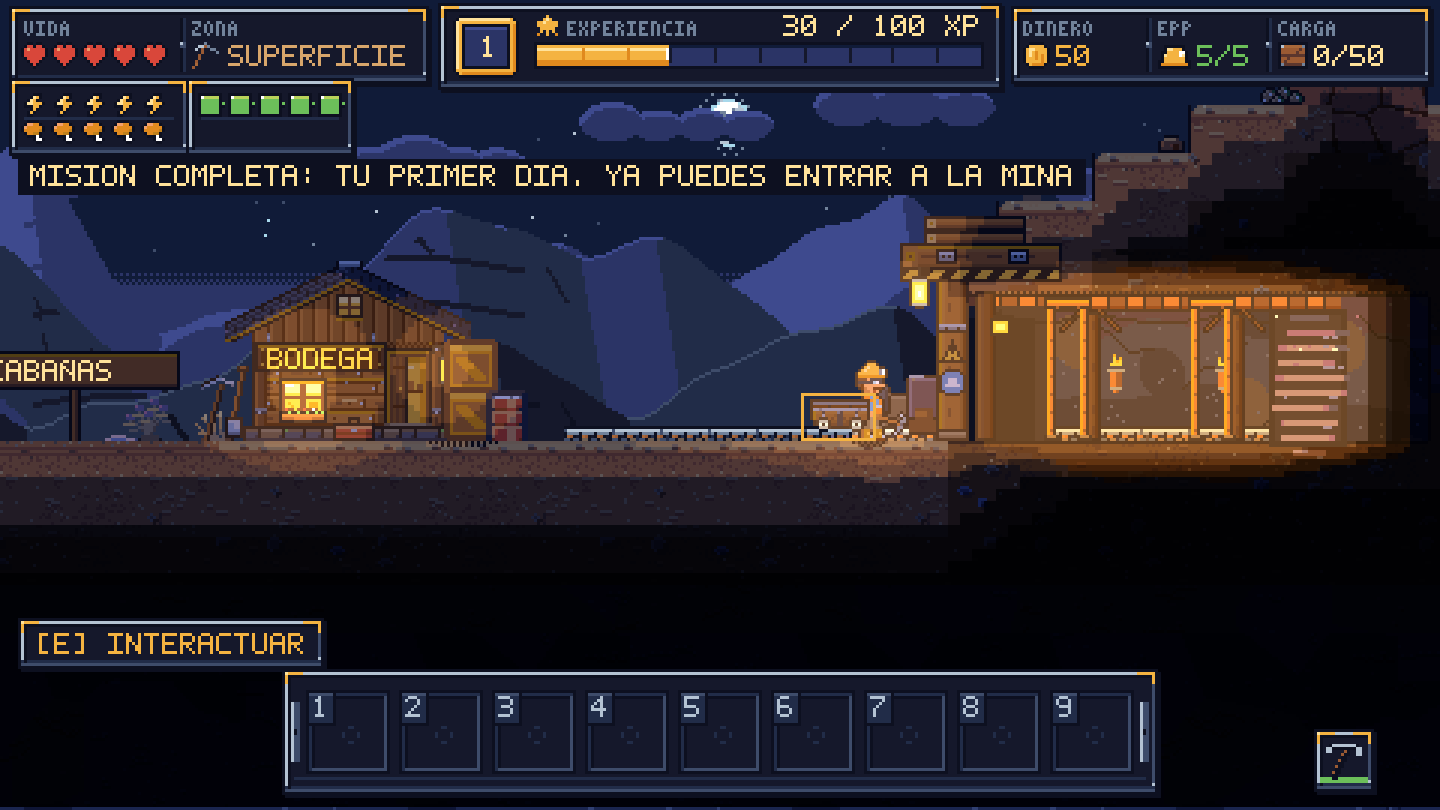 VIDA
ZONA
SUPERFICIE
1
EXPERIENCIA
30 / 100 XP
DINERO
50
EPP
5/5
CARGA
0/50
MISION COMPLETA: TU PRIMER DIA. YA PUEDES ENTRAR A LA MINA
CABANAS
BODEGA
[E] INTERACTUAR
1 2 3 4 5 6 7 8 9